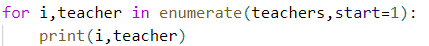 for i,teacher in enumerate(teachers,start=1):
    print(i,teacher)